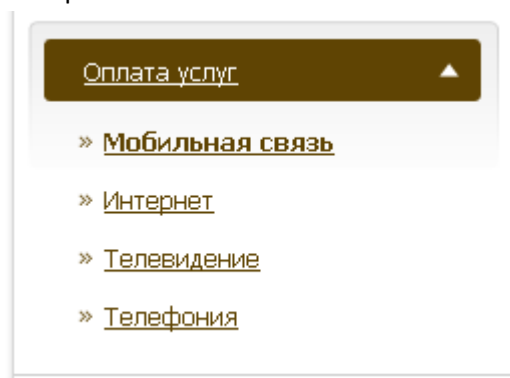 Оплата услуг
» Мобильная связь
» Интернет
» Телевидение
» Телефония